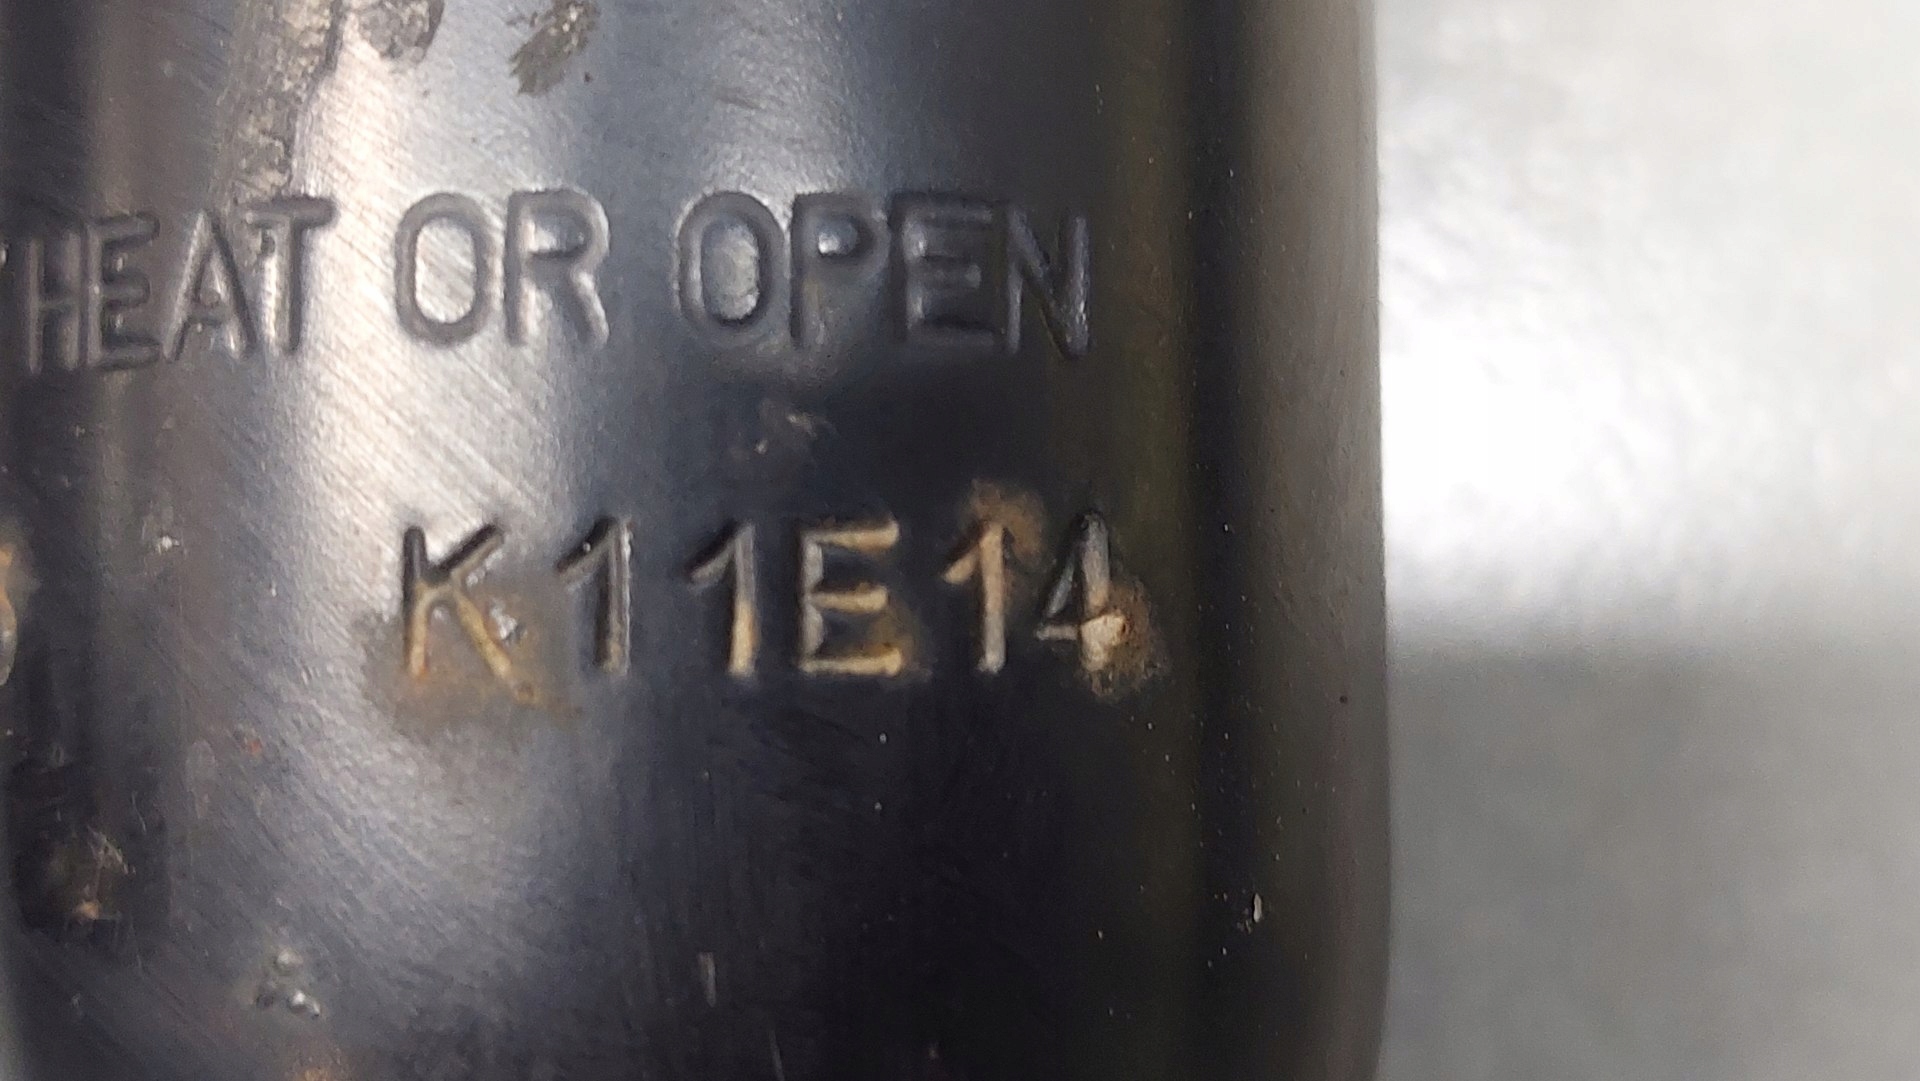 HEAT OR OPEN
K11E14